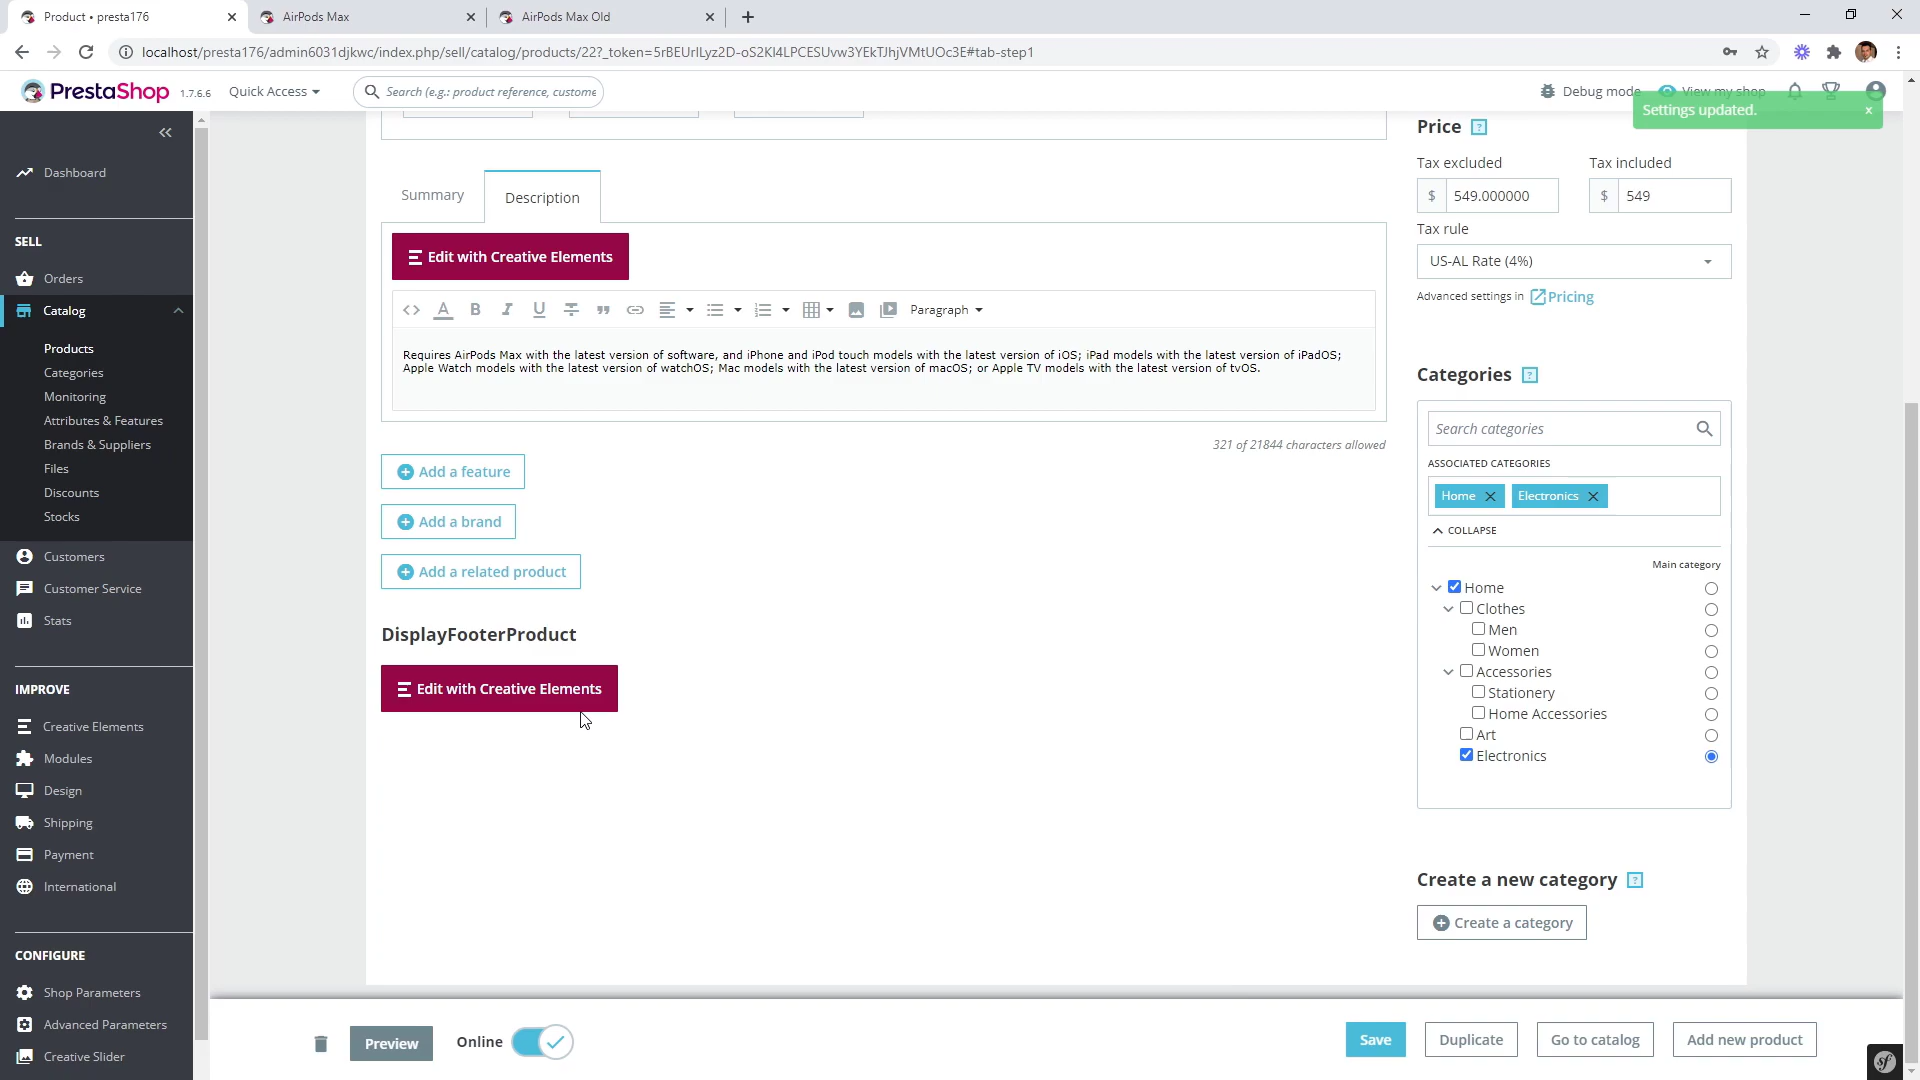 Product • presta176
AirPods Max
AirPods Max Old
localhost/presta176/admin6031djkwc/index.php/sell/catalog/products/22?_token=5rBEUrlLyz2D-oS2KI4LPCESUvw3YEkTJhjVMtUOc3E#tab-step1
PrestaShop 1.7.6.6
Quick Access
Search (e.g.: product reference, custome
Debug mode
View my shop
Settings updated.
×
Dashboard
SELL
Orders
Catalog
Products
Categories
Monitoring
Attributes & Features
Brands & Suppliers
Files
Discounts
Stocks
Customers
Customer Service
Stats
IMPROVE
Creative Elements
Modules
Design
Shipping
Payment
International
CONFIGURE
Shop Parameters
Advanced Parameters
Creative Slider
Summary
Description
Edit with Creative Elements
Paragraph
Requires AirPods Max with the latest version of software, and iPhone and iPod touch models with the latest version of iOS; iPad models with the latest version of iPadOS;
Apple Watch models with the latest version of watchOS; Mac models with the latest version of macOS; or Apple TV models with the latest version of tvOS.
321 of 21844 characters allowed
Add a feature
Add a brand
Add a related product
DisplayFooterProduct
Edit with Creative Elements
Price ?
Tax excluded
Tax included
$ 549.000000
$ 549
Tax rule
US-AL Rate (4%)
Advanced settings in Pricing
Categories ?
Search categories
ASSOCIATED CATEGORIES
Home
Electronics
COLLAPSE
Main category
Home
Clothes
Men
Women
Accessories
Stationery
Home Accessories
Art
Electronics
Create a new category ?
Create a category
Preview
Online
Save
Duplicate
Go to catalog
Add new product
sf